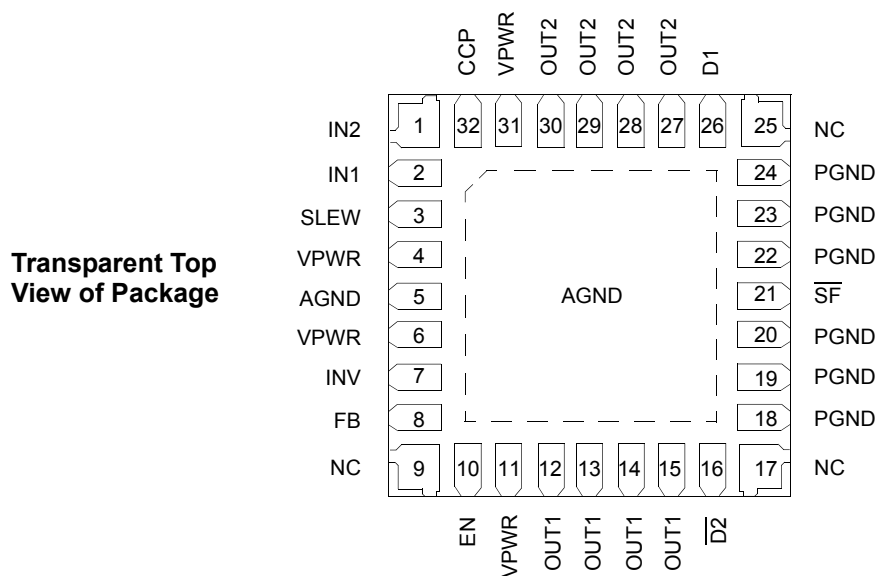 CCP
VPWR
OUT2
OUT2
OUT2
OUT2
D1
IN2 1 32 31 30 29 28 27 26 25 NC
IN1 2 24 PGND
SLEW 3 23 PGND
Transparent Top
View of Package
VPWR 4 22 PGND
AGND 5 AGND 21 S̅F̅
VPWR 6 20 PGND
INV 7 19 PGND
FB 8 18 PGND
NC 9 10 11 12 13 14 15 16 17 NC
EN
VPWR
OUT1
OUT1
OUT1
OUT1
D̅2̅